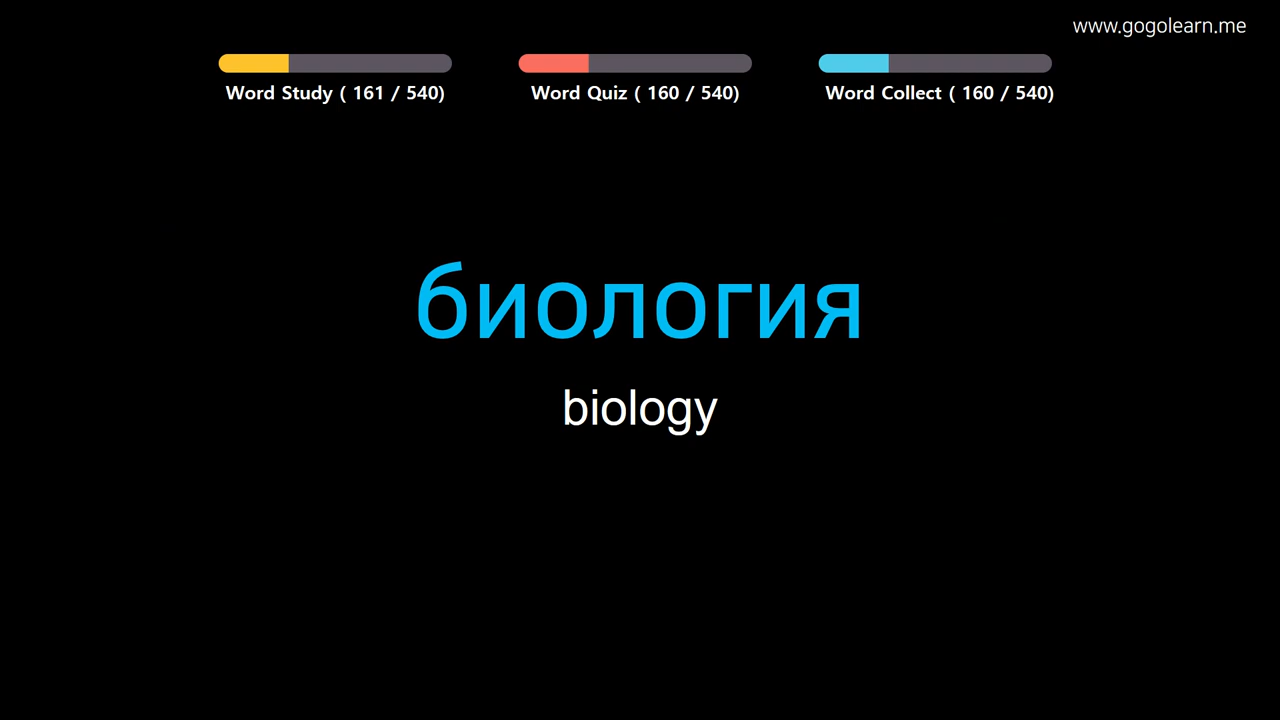 www.gogolearn.me
Word Study ( 161 / 540)
Word Quiz ( 160 / 540)
Word Collect ( 160 / 540)
биология
biology